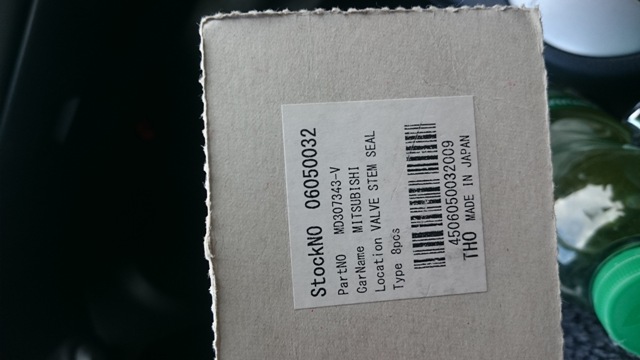 StockNO 06050032
PartNO MD307343-V
CarName MITSUBISHI
Location VALVE STEM SEAL
Type 8pcs
4506050032009
THO MADE IN JAPAN